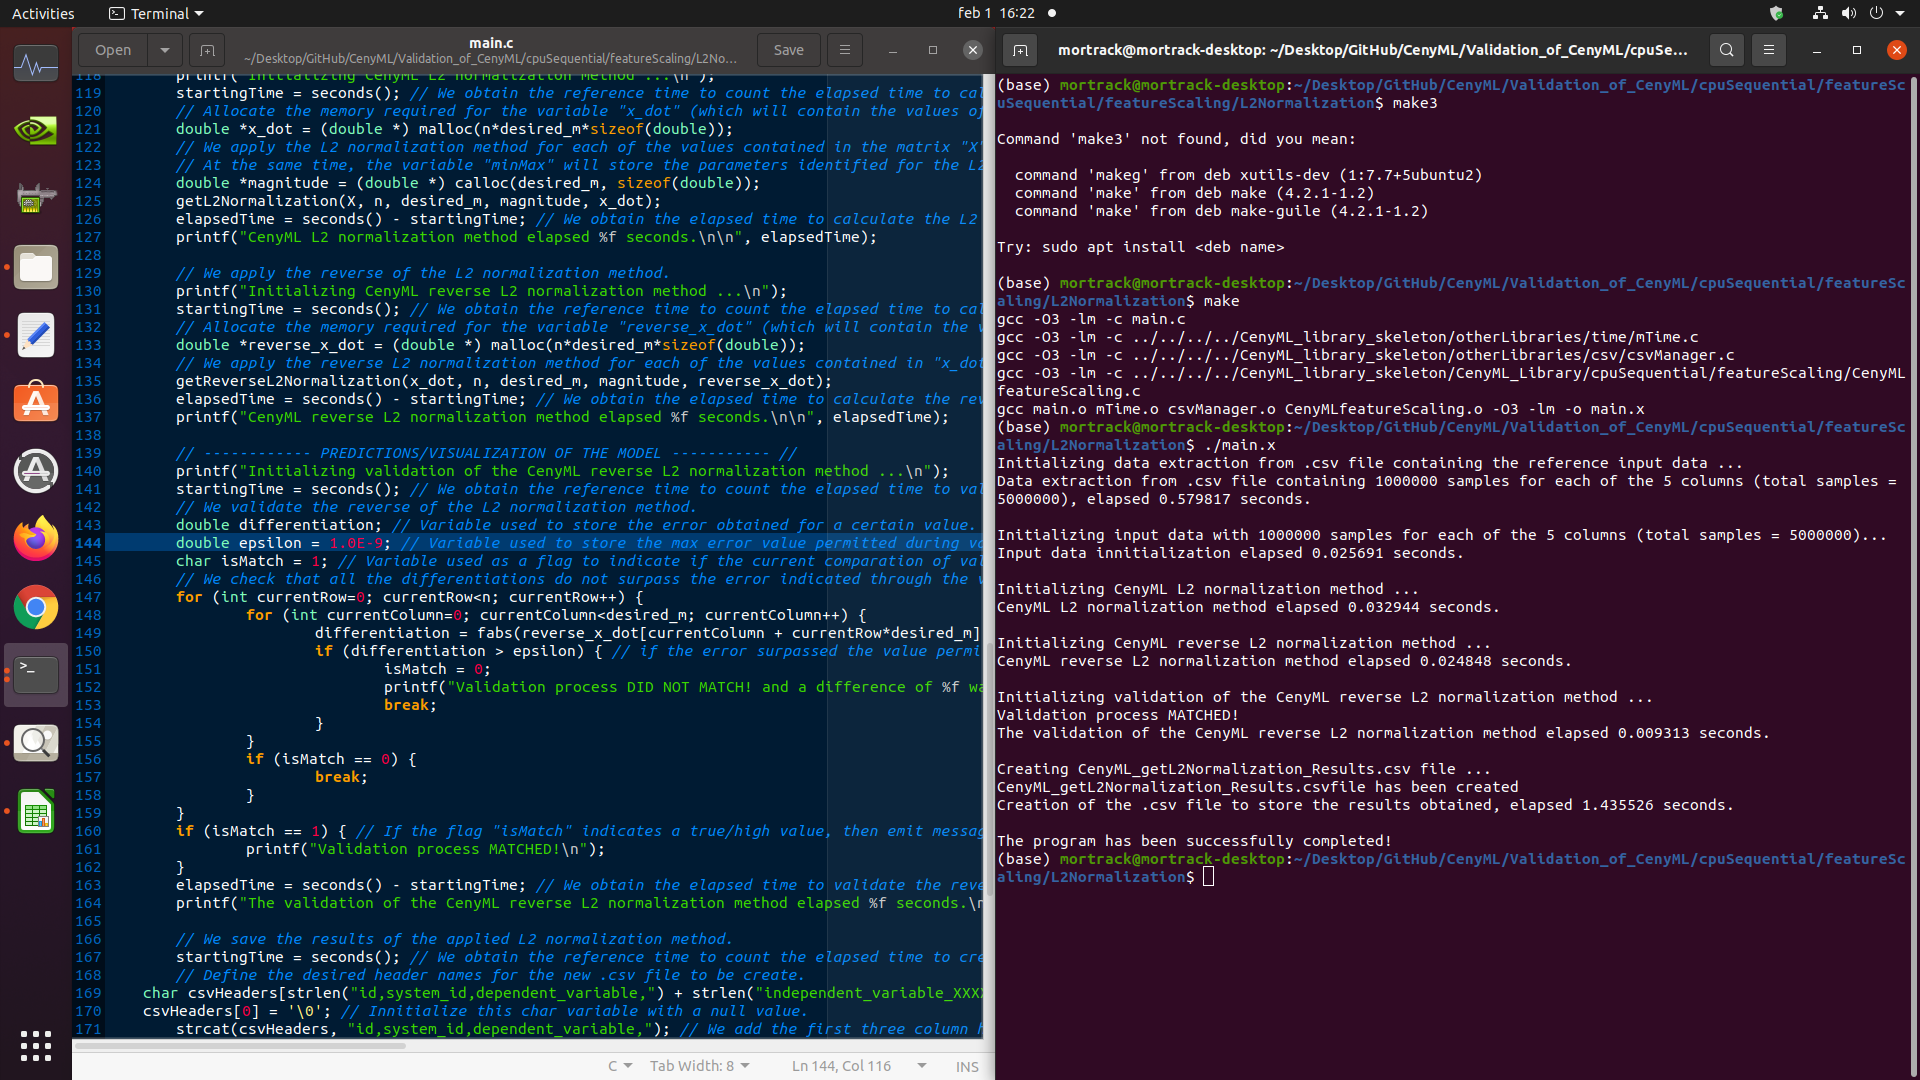 Activities
Terminal
feb 1 16:22
Open
main.c
~/Desktop/GitHub/CenyML/Validation_of_CenyML/cpuSequential/featureScaling/L2No...
Save
118 printf("Initializing CenyML L2 normalization method ...\n");
119 startingTime = seconds(); // We obtain the reference time to count the elapsed time to cal
120 // Allocate the memory required for the variable "x_dot" (which will contain the values of
121 double *x_dot = (double *) malloc(n*desired_m*sizeof(double));
122 // We apply the L2 normalization method for each of the values contained in the matrix "X"
123 // At the same time, the variable "minMax" will store the parameters identified for the L2
124 double *magnitude = (double *) calloc(desired_m, sizeof(double));
125 getL2Normalization(X, n, desired_m, magnitude, x_dot);
126 elapsedTime = seconds() - startingTime; // We obtain the elapsed time to calculate the L2
127 printf("CenyML L2 normalization method elapsed %f seconds.\n\n", elapsedTime);
128
129 // We apply the reverse of the L2 normalization method.
130 printf("Initializing CenyML reverse L2 normalization method ...\n");
131 startingTime = seconds(); // We obtain the reference time to count the elapsed time to cal
132 // Allocate the memory required for the variable "reverse_x_dot" (which will contain the v
133 double *reverse_x_dot = (double *) malloc(n*desired_m*sizeof(double));
134 // We apply the reverse L2 normalization method for each of the values contained in "x_dot
135 getReverseL2Normalization(x_dot, n, desired_m, magnitude, reverse_x_dot);
136 elapsedTime = seconds() - startingTime; // We obtain the elapsed time to calculate the rev
137 printf("CenyML reverse L2 normalization method elapsed %f seconds.\n\n", elapsedTime);
138
139 // ------------ PREDICTIONS/VISUALIZATION OF THE MODEL ----------- //
140 printf("Initializing validation of the CenyML reverse L2 normalization method ...\n");
141 startingTime = seconds(); // We obtain the reference time to count the elapsed time to val
142 // We validate the reverse of the L2 normalization method.
143 double differentiation; // Variable used to store the error obtained for a certain value.
144 double epsilon = 1.0E-9; // Variable used to store the max error value permitted during va
145 char isMatch = 1; // Variable used as a flag to indicate if the current comparation of val
146 // We check that all the differentiations do not surpass the error indicated through the v
147 for (int currentRow=0; currentRow<n; currentRow++) {
148 for (int currentColumn=0; currentColumn<desired_m; currentColumn++) {
149 differentiation = fabs(reverse_x_dot[currentColumn + currentRow*desired_m]
150 if (differentiation > epsilon) { // if the error surpassed the value permi
151 isMatch = 0;
152 printf("Validation process DID NOT MATCH! and a difference of %f wa
153 break;
154 }
155 }
156 if (isMatch == 0) {
157 break;
158 }
159 }
160 if (isMatch == 1) { // If the flag "isMatch" indicates a true/high value, then emit messag
161 printf("Validation process MATCHED!\n");
162 }
163 elapsedTime = seconds() - startingTime; // We obtain the elapsed time to validate the reve
164 printf("The validation of the CenyML reverse L2 normalization method elapsed %f seconds.\n
165
166 // We save the results of the applied L2 normalization method.
167 startingTime = seconds(); // We obtain the reference time to count the elapsed time to cre
168 // Define the desired header names for the new .csv file to be create.
169 char csvHeaders[strlen("id,system_id,dependent_variable,") + strlen("independent_variable_XXX
170 csvHeaders[0] = '\0'; // Innitialize this char variable with a null value.
171 strcat(csvHeaders, "id,system_id,dependent_variable,"); // We add the first three column h
C
Tab Width: 8
Ln 144, Col 116
INS
mortrack@mortrack-desktop: ~/Desktop/GitHub/CenyML/Validation_of_CenyML/cpuSe...
(base) mortrack@mortrack-desktop:~/Desktop/GitHub/CenyML/Validation_of_CenyML/cpuSequential/featureSc
uSequential/featureScaling/L2Normalization$ make3
Command 'make3' not found, did you mean:
command 'makeg' from deb xutils-dev (1:7.7+5ubuntu2)
command 'make' from deb make (4.2.1-1.2)
command 'make' from deb make-guile (4.2.1-1.2)
Try: sudo apt install <deb name>
(base) mortrack@mortrack-desktop:~/Desktop/GitHub/CenyML/Validation_of_CenyML/cpuSequential/featureSc
aling/L2Normalization$ make
gcc -O3 -lm -c main.c
gcc -O3 -lm -c ../../../../CenyML_library_skeleton/otherLibraries/time/mTime.c
gcc -O3 -lm -c ../../../../CenyML_library_skeleton/otherLibraries/csv/csvManager.c
gcc -O3 -lm -c ../../../../CenyML_library_skeleton/CenyML_Library/cpuSequential/featureScaling/CenyML
featureScaling.c
gcc main.o mTime.o csvManager.o CenyMLfeatureScaling.o -O3 -lm -o main.x
(base) mortrack@mortrack-desktop:~/Desktop/GitHub/CenyML/Validation_of_CenyML/cpuSequential/featureSc
aling/L2Normalization$ ./main.x
Initializing data extraction from .csv file containing the reference input data ...
Data extraction from .csv file containing 1000000 samples for each of the 5 columns (total samples =
5000000), elapsed 0.579817 seconds.
Initializing input data with 1000000 samples for each of the 5 columns (total samples = 5000000)...
Input data innitialization elapsed 0.025691 seconds.
Initializing CenyML L2 normalization method ...
CenyML L2 normalization method elapsed 0.032944 seconds.
Initializing CenyML reverse L2 normalization method ...
CenyML reverse L2 normalization method elapsed 0.024848 seconds.
Initializing validation of the CenyML reverse L2 normalization method ...
Validation process MATCHED!
The validation of the CenyML reverse L2 normalization method elapsed 0.009313 seconds.
Creating CenyML_getL2Normalization_Results.csv file ...
CenyML_getL2Normalization_Results.csvfile has been created
Creation of the .csv file to store the results obtained, elapsed 1.435526 seconds.
The program has been successfully completed!
(base) mortrack@mortrack-desktop:~/Desktop/GitHub/CenyML/Validation_of_CenyML/cpuSequential/featureSc
aling/L2Normalization$